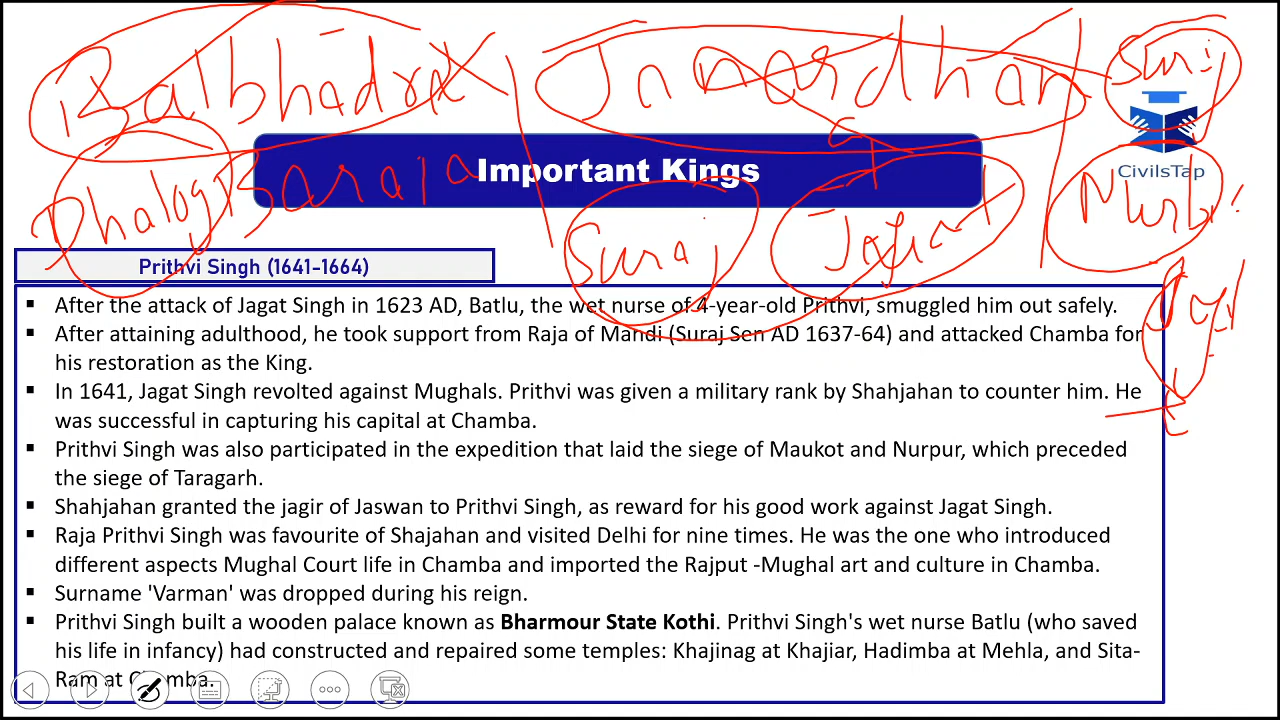 Balbhadra Janardhan
Important Kings
CivilsTap
Baraja
Suraj Jagat
Prithvi Singh (1641-1664)
▪ After the attack of Jagat Singh in 1623 AD, Batlu, the wet nurse of 4-year-old Prithvi, smuggled him out safely.
▪ After attaining adulthood, he took support from Raja of Mandi (Suraj Sen AD 1637-64) and attacked Chamba for
his restoration as the King.
▪ In 1641, Jagat Singh revolted against Mughals. Prithvi was given a military rank by Shahjahan to counter him. He
was successful in capturing his capital at Chamba.
▪ Prithvi Singh was also participated in the expedition that laid the siege of Maukot and Nurpur, which preceded
the siege of Taragarh.
▪ Shahjahan granted the jagir of Jaswan to Prithvi Singh, as reward for his good work against Jagat Singh.
▪ Raja Prithvi Singh was favourite of Shajahan and visited Delhi for nine times. He was the one who introduced
different aspects Mughal Court life in Chamba and imported the Rajput -Mughal art and culture in Chamba.
▪ Surname 'Varman' was dropped during his reign.
▪ Prithvi Singh built a wooden palace known as Bharmour State Kothi. Prithvi Singh's wet nurse Batlu (who saved
his life in infancy) had constructed and repaired some temples: Khajinag at Khajiar, Hadimba at Mehla, and Sita-
Ram at Chamba.